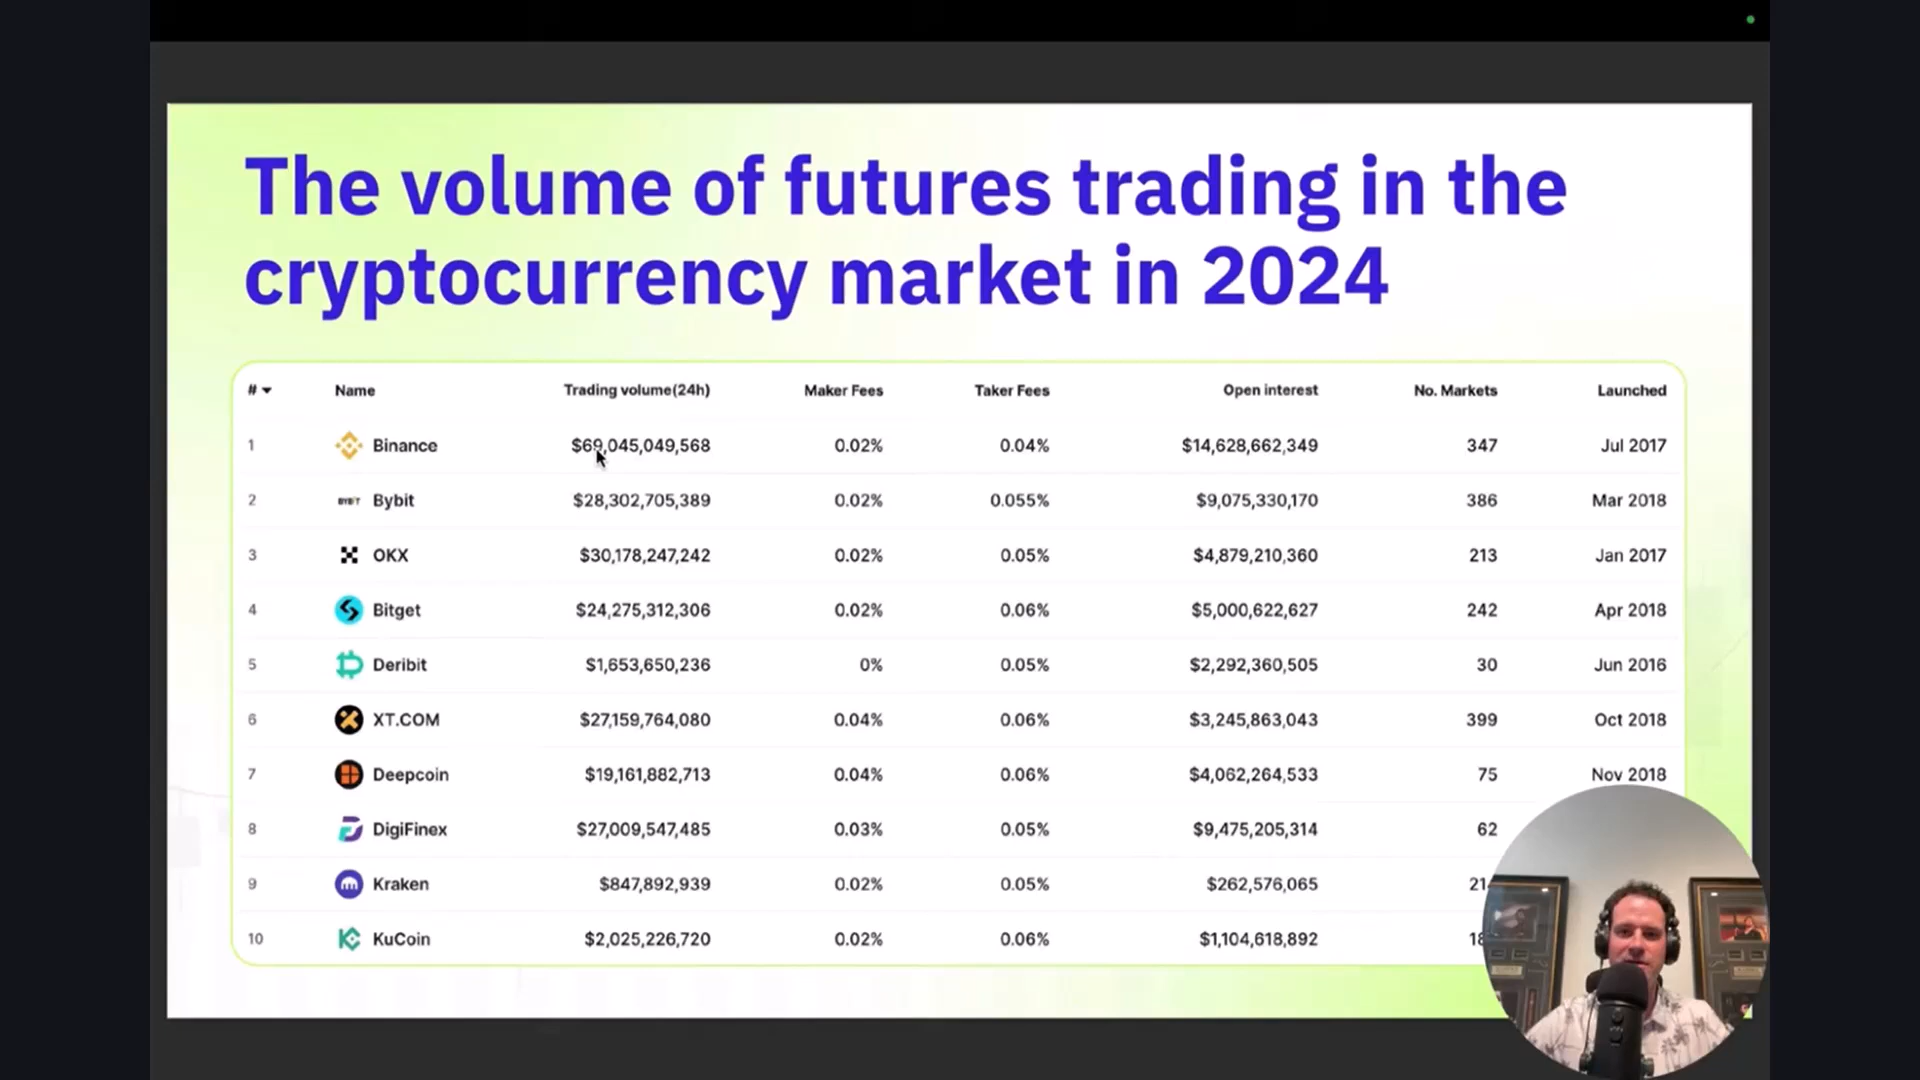 The volume of futures trading in the
cryptocurrency market in 2024
# Name Trading volume(24h) Maker Fees Taker Fees Open interest No. Markets Launched
1 Binance $69,045,049,568 0.02% 0.04% $14,628,662,349 347 Jul 2017
2 BYBIT Bybit $28,302,705,389 0.02% 0.055% $9,075,330,170 386 Mar 2018
3 OKX $30,178,247,242 0.02% 0.05% $4,879,210,360 213 Jan 2017
4 Bitget $24,275,312,306 0.02% 0.06% $5,000,622,627 242 Apr 2018
5 Deribit $1,653,650,236 0% 0.05% $2,292,360,505 30 Jun 2016
6 XT.COM $27,159,764,080 0.04% 0.06% $3,245,863,043 399 Oct 2018
7 Deepcoin $19,161,882,713 0.04% 0.06% $4,062,264,533 75 Nov 2018
8 DigiFinex $27,009,547,485 0.03% 0.05% $9,475,205,314 62
9 Kraken $847,892,939 0.02% 0.05% $262,576,065
10 KuCoin $2,025,226,720 0.02% 0.06% $1,104,618,892